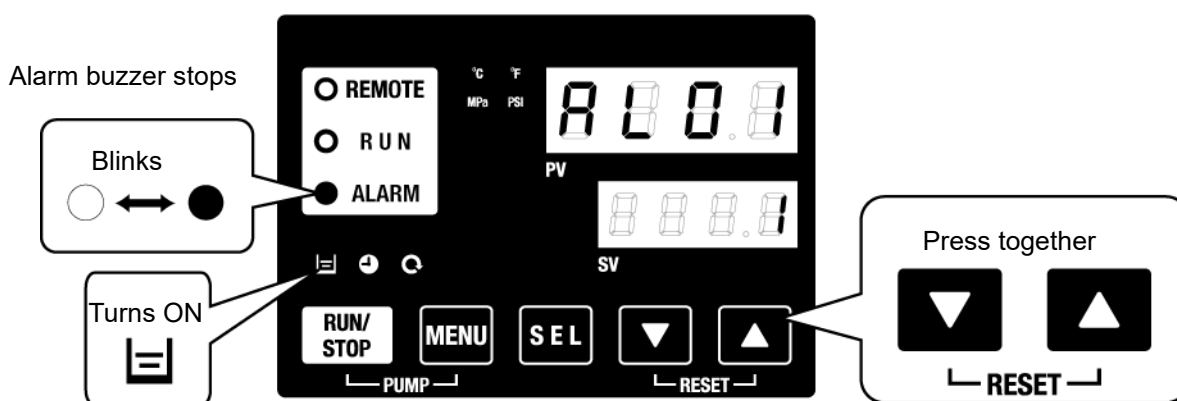 Alarm buzzer stops
Blinks
Turns ON
REMOTE
RUN
ALARM
°C °F
MPa PSI
AL01
PV
1
SV
RUN/
STOP
MENU
SEL
PUMP
RESET
Press together
RESET